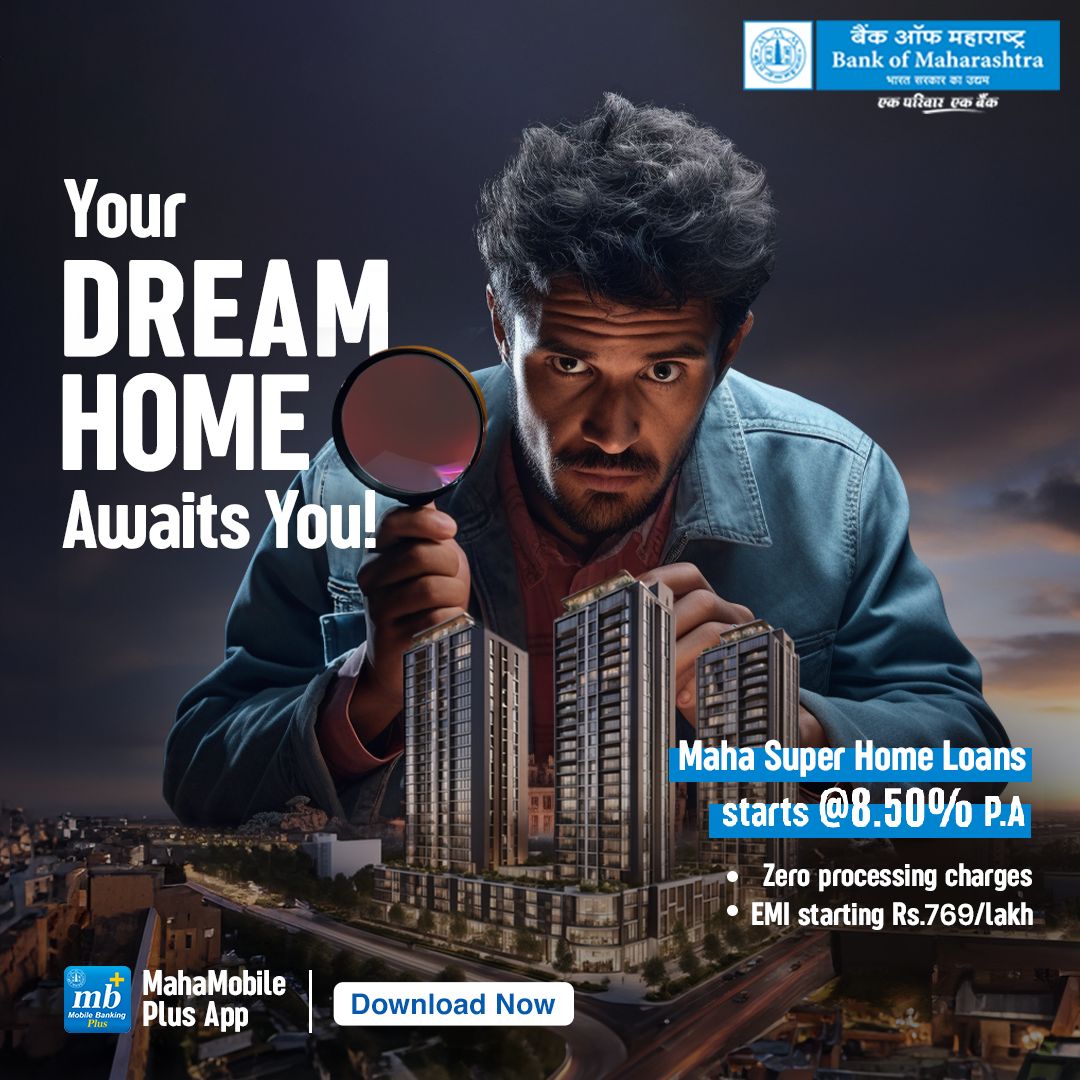 बैंक ऑफ महाराष्ट्र
Bank of Maharashtra
भारत सरकार का उद्यम
एक परिवार एक बैंक
Your
DREAM
HOME
Awaits You!
Maha Super Home Loans
starts @8.50% P.A
• Zero processing charges
• EMI starting Rs.769/lakh
mb+
Mobile Banking
Plus
MahaMobile
Plus App
Download Now